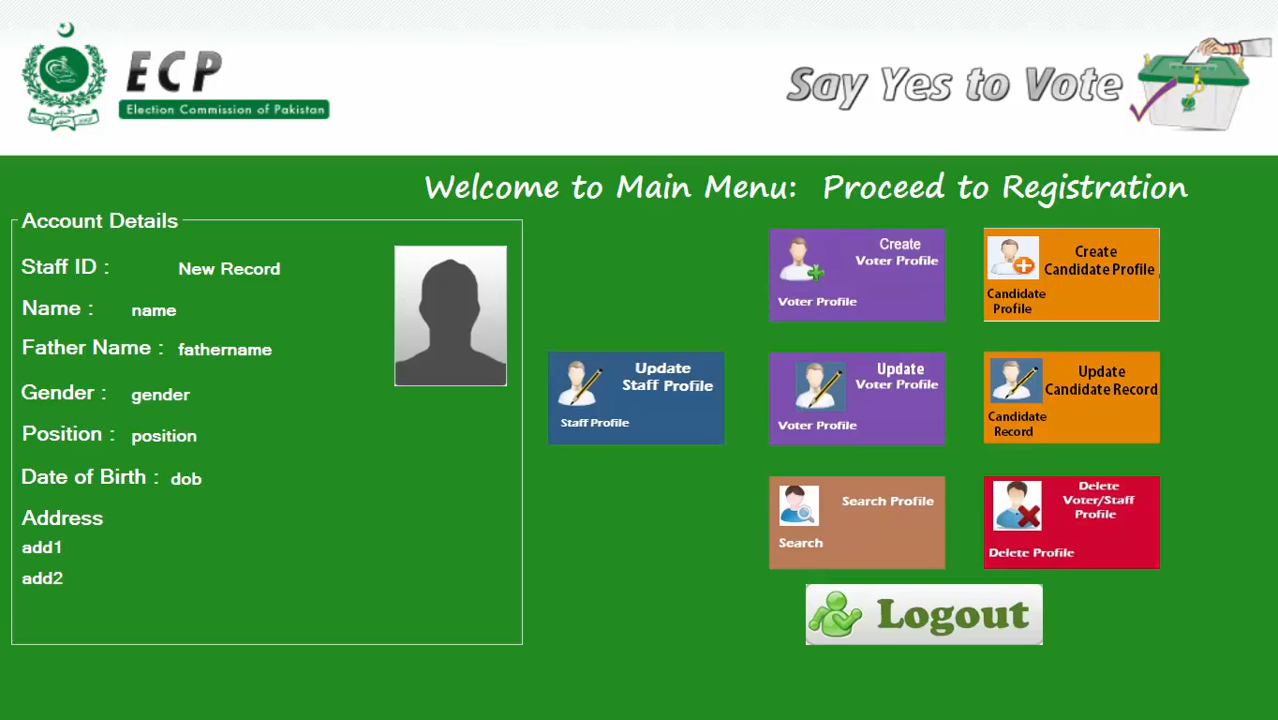 ECP
Election Commission of Pakistan
Say Yes to Vote
Welcome to Main Menu: Proceed to Registration
Account Details
Staff ID : New Record
Name : name
Father Name : fathername
Gender : gender
Position : position
Date of Birth : dob
Address
add1
add2
Create
Voter Profile
Voter Profile
Create
Candidate Profile
Candidate
Profile
Update
Staff Profile
Staff Profile
Update
Voter Profile
Voter Profile
Update
Candidate Record
Candidate
Record
Search Profile
Search
Delete
Voter/Staff
Profile
Delete Profile
Logout